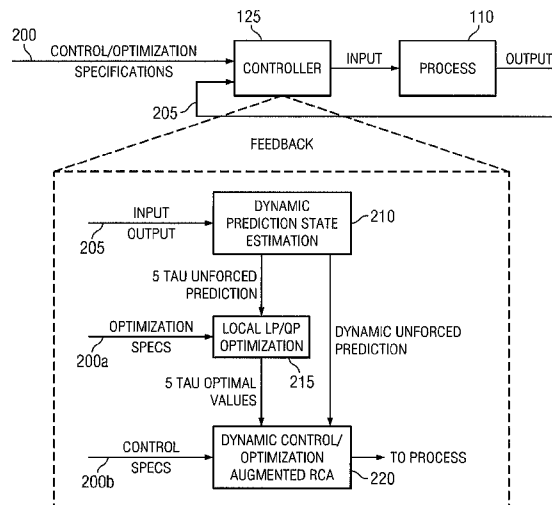 200
125
110
CONTROL/OPTIMIZATION
SPECIFICATIONS
CONTROLLER
INPUT
PROCESS
OUTPUT
205
FEEDBACK
INPUT
OUTPUT
205
DYNAMIC
PREDICTION STATE
ESTIMATION
210
5 TAU UNFORCED
PREDICTION
OPTIMIZATION
SPECS
200a
LOCAL LP/QP
OPTIMIZATION
215
DYNAMIC UNFORCED
PREDICTION
5 TAU OPTIMAL
VALUES
CONTROL
SPECS
200b
DYNAMIC CONTROL/
OPTIMIZATION
AUGMENTED RCA
220
TO PROCESS